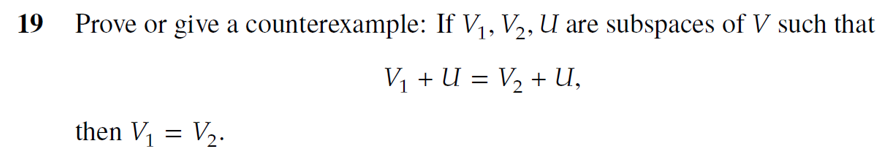 19 Prove or give a counterexample: If V₁, V₂, U are subspaces of V such that
V₁ + U = V₂ + U,
then V₁ = V₂.